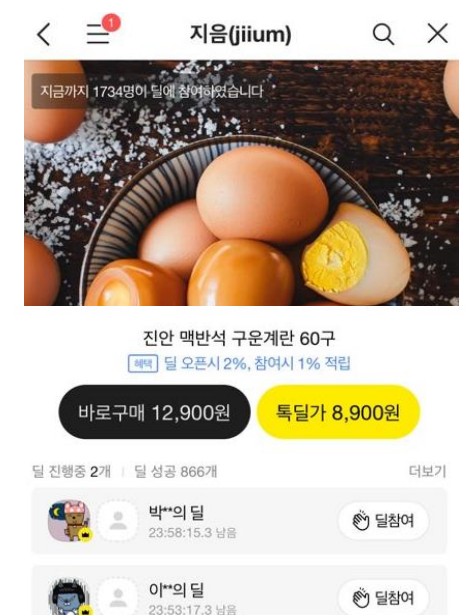 1
지음(jiium)
지금까지 1734명이 딜에 참여하였습니다
진안 맥반석 구운계란 60구
혜택 딜 오픈시 2%, 참여시 1% 적립
바로구매 12,900원 톡딜가 8,900원
딜 진행중 2개 딜 성공 866개 더보기
박**의 딜
23:58:15.3 남음
딜참여
이**의 딜
23:53:17.3 남음
딜참여